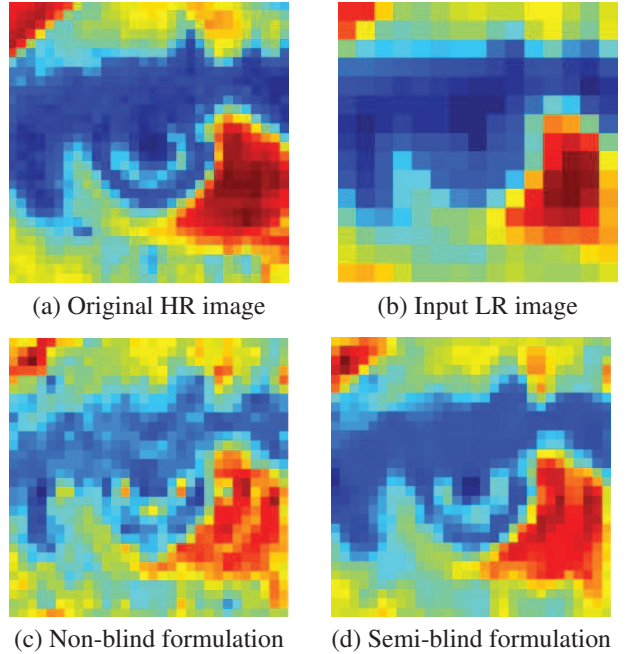 (a) Original HR image
(b) Input LR image
(c) Non-blind formulation
(d) Semi-blind formulation